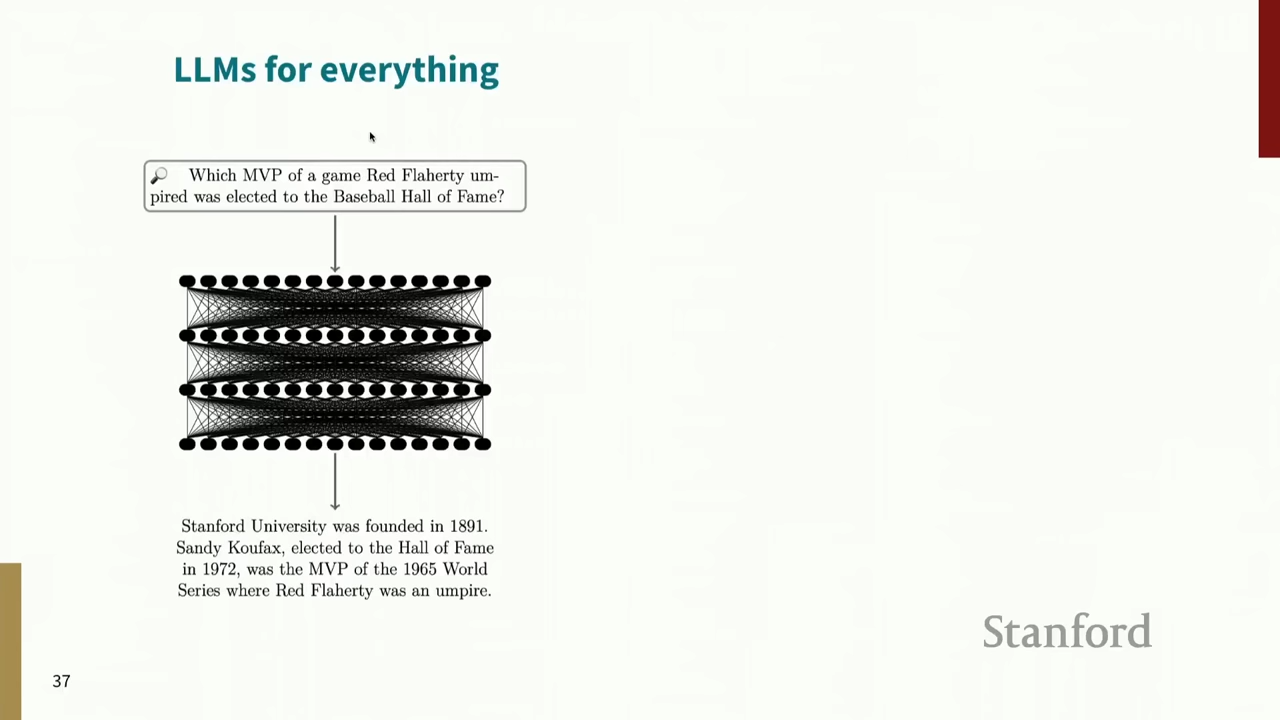 LLMs for everything
Which MVP of a game Red Flaherty um-
pired was elected to the Baseball Hall of Fame?
Stanford University was founded in 1891.
Sandy Koufax, elected to the Hall of Fame
in 1972, was the MVP of the 1965 World
Series where Red Flaherty was an umpire.
Stanford
37